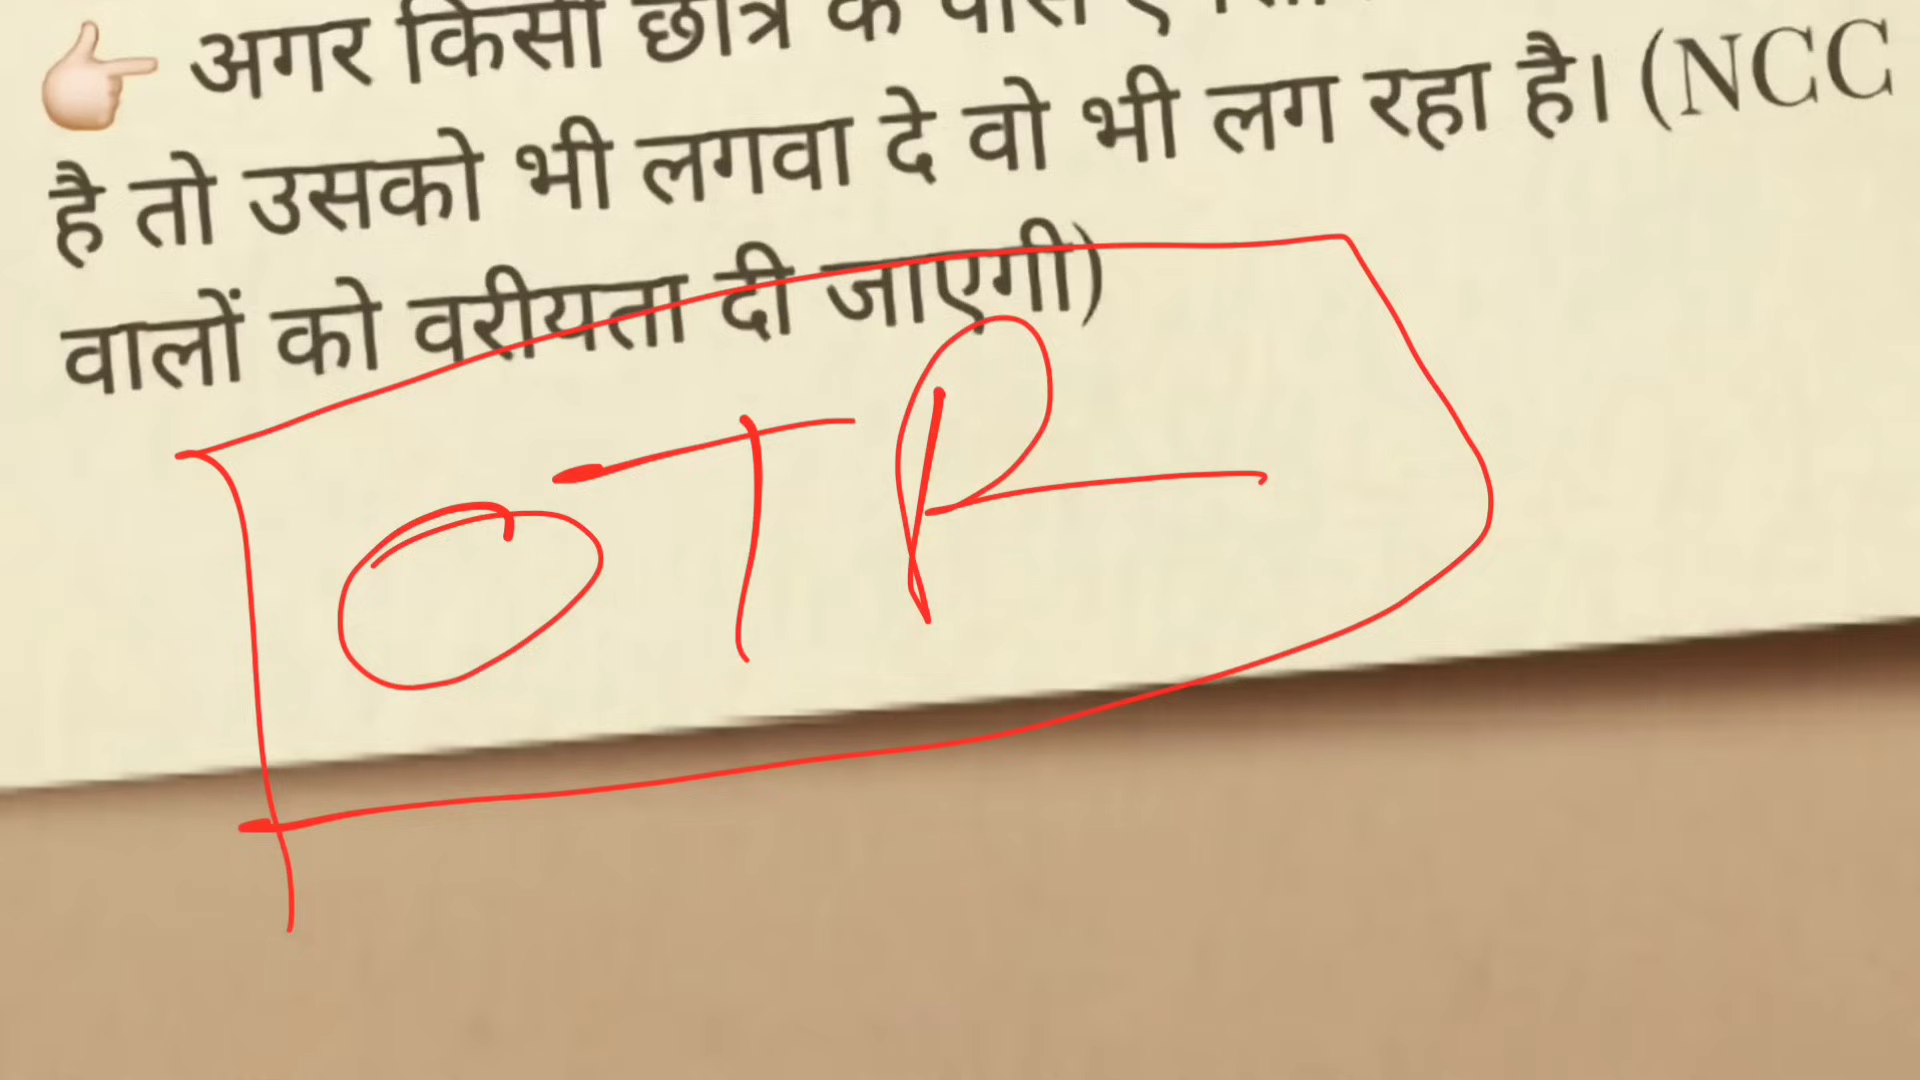 👉 अगर किसी छात्र के पास
है तो उसको भी लगवा दे वो भी लग रहा है। (NCC
वालों को वरीयता दी जाएगी)
OTR